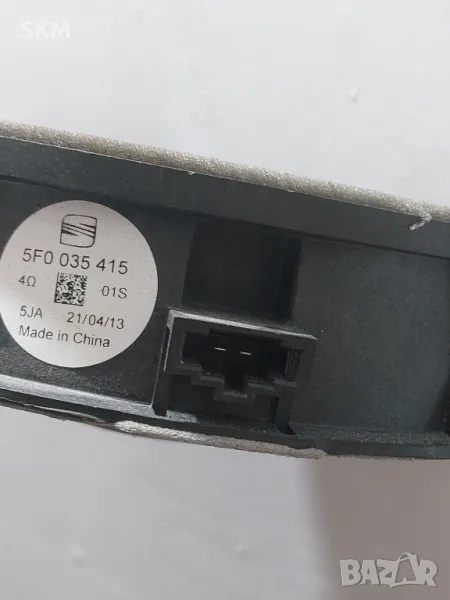 SKM
5F0 035 415
4Ω 01S
5JA 21/04/13
Made in China
bazar